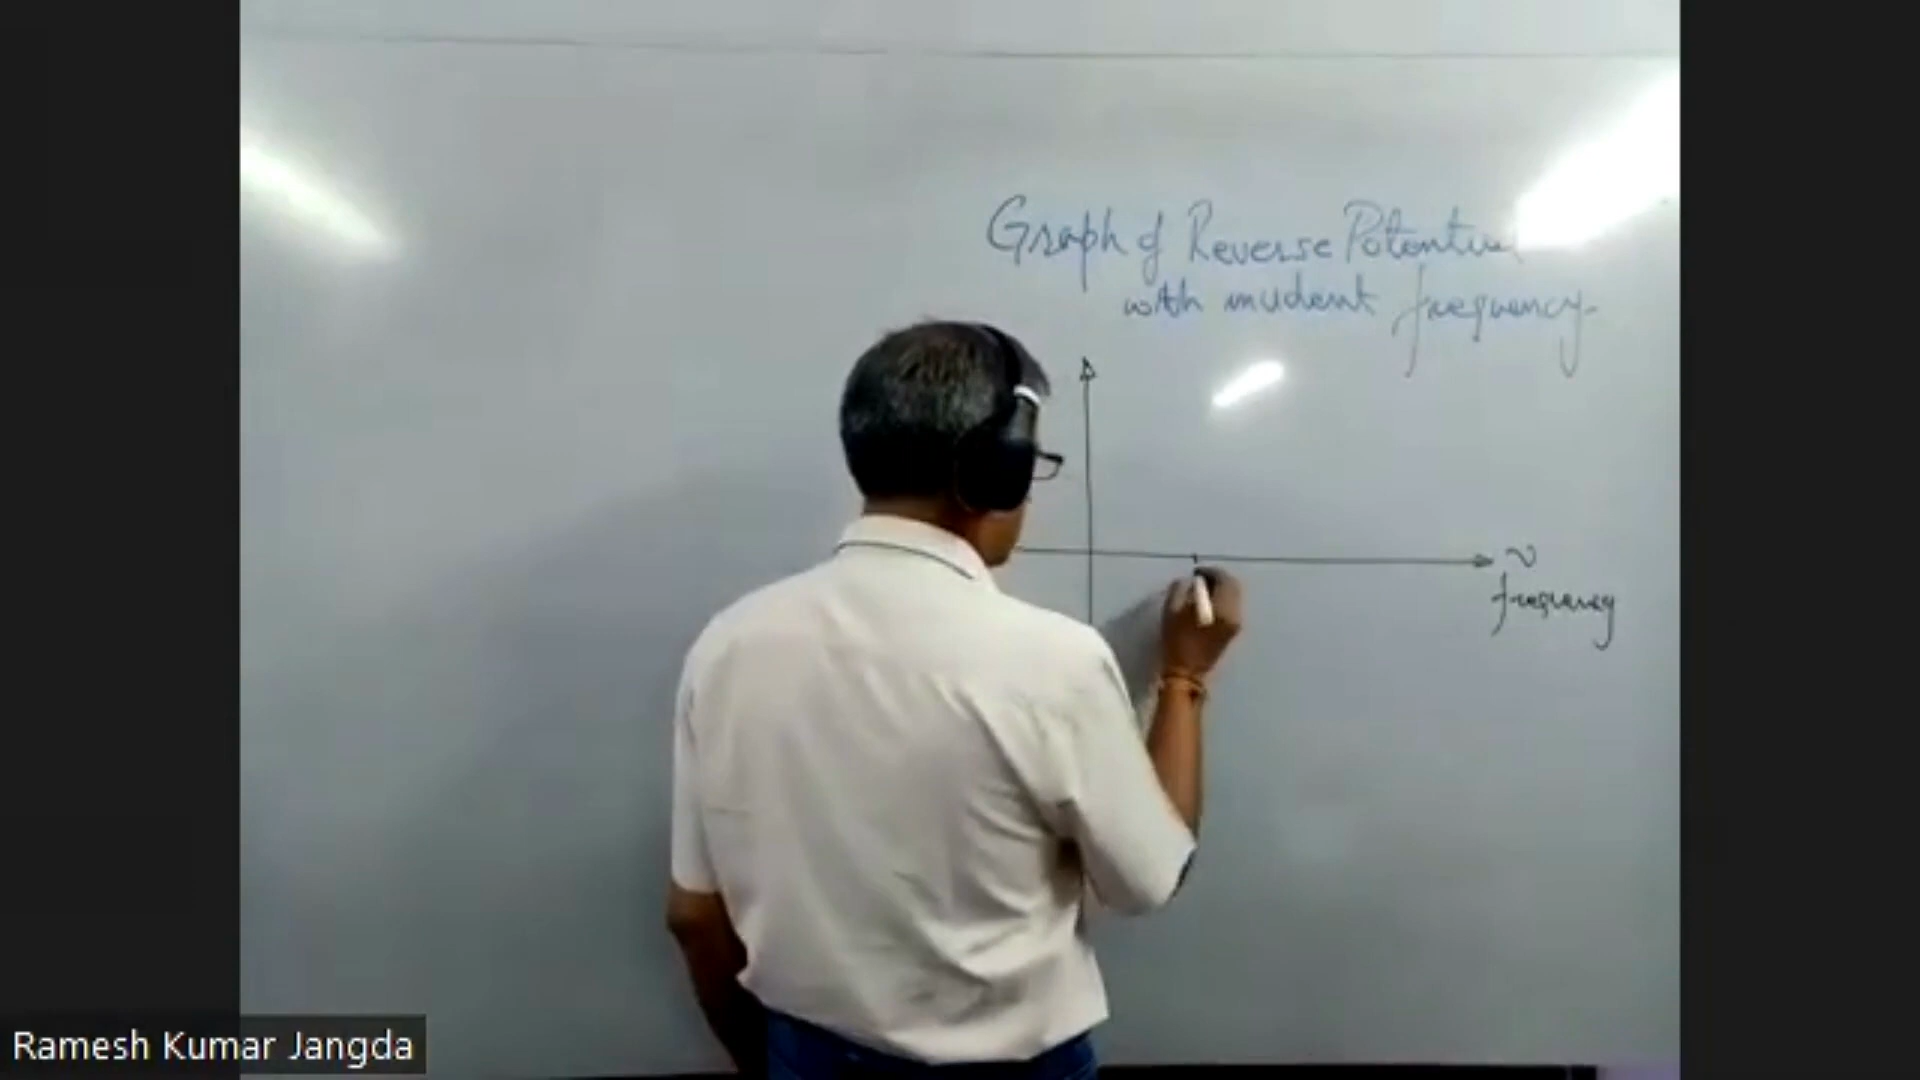 Graph of Reverse Potential
with incident frequency.
ν
frequency
Ramesh Kumar Jangda